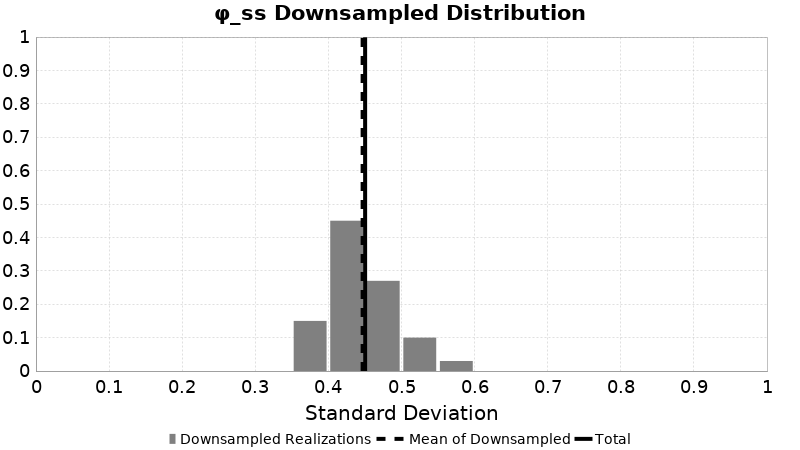 φ_ss Downsampled Distribution
1
0.9
0.8
0.7
0.6
0.5
0.4
0.3
0.2
0.1
0
0 0.1 0.2 0.3 0.4 0.5 0.6 0.7 0.8 0.9 1
Standard Deviation
Downsampled Realizations Mean of Downsampled Total